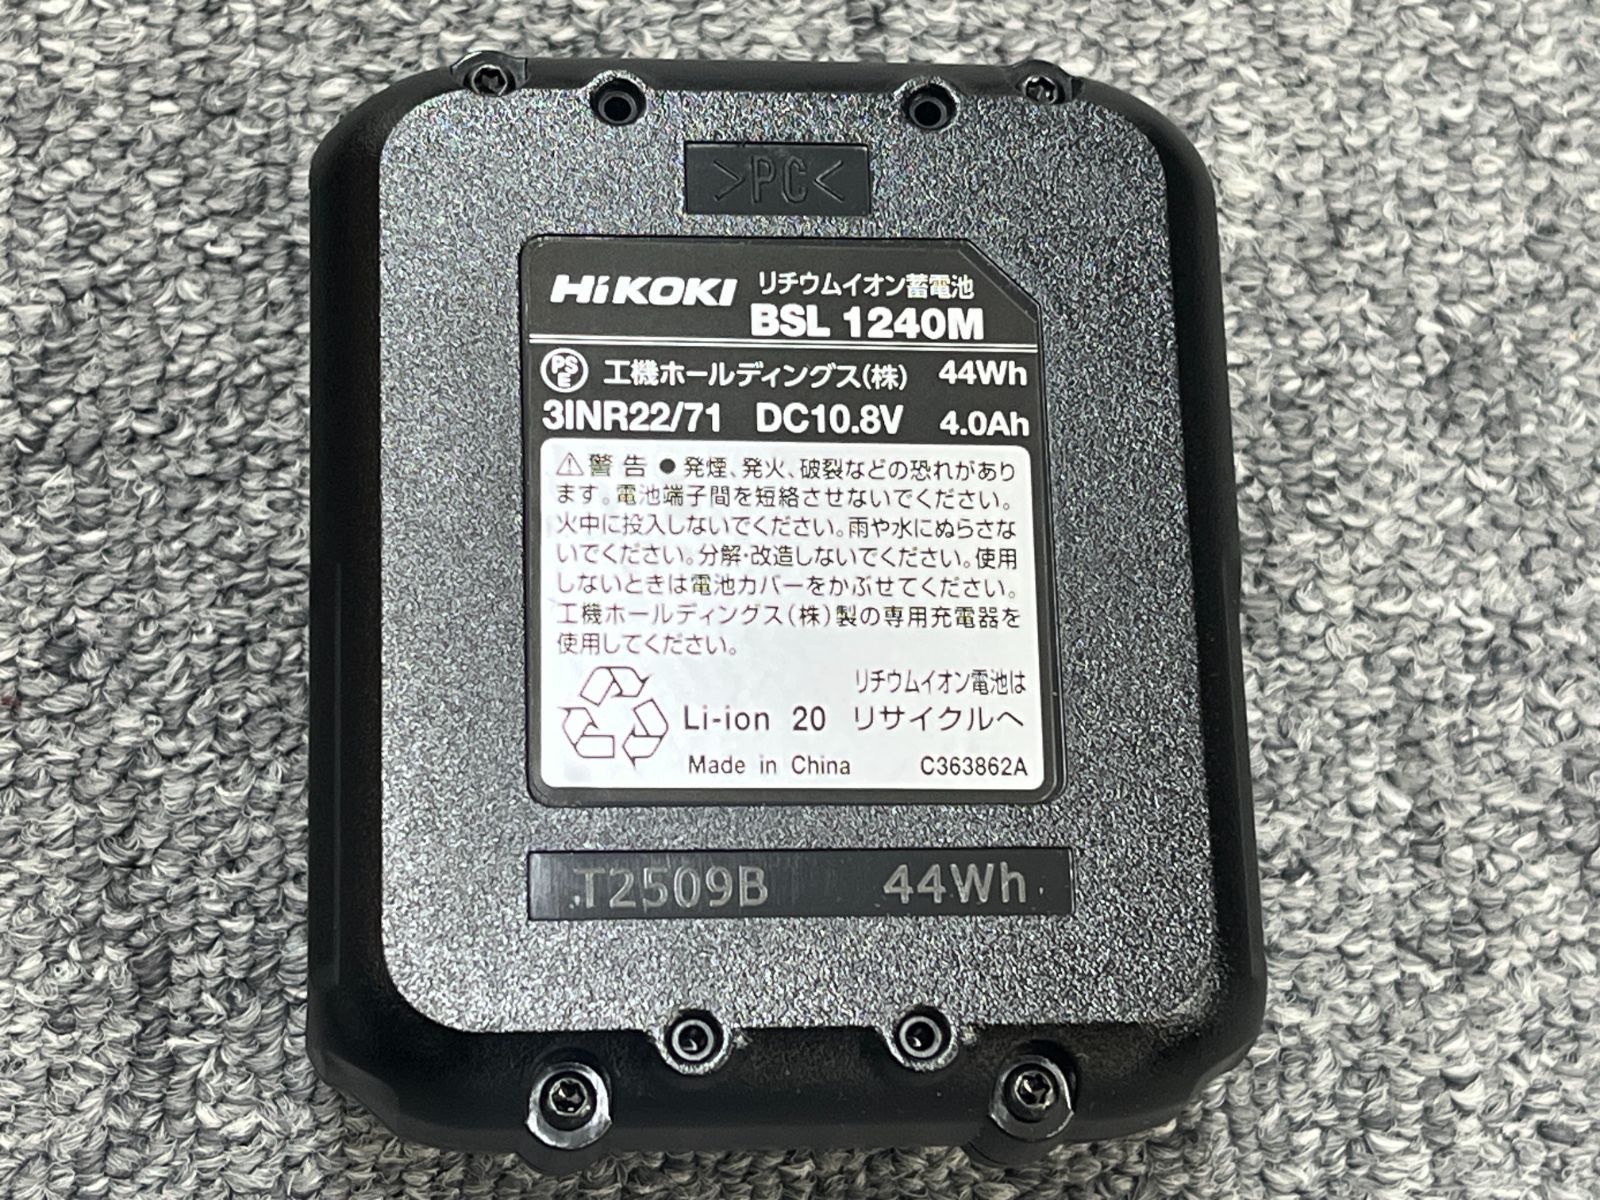 >PC<
HiKOKI リチウムイオン蓄電池
BSL 1240M
PSE 工機ホールディングス(株) 44Wh
3INR22/71 DC10.8V 4.0Ah
⚠警告 ●発煙、発火、破裂などの恐れがあり
ます。電池端子間を短絡させないでください。
火中に投入しないでください。雨や水にぬらさな
いでください。分解・改造しないでください。使用
しないときは電池カバーをかぶせてください。
工機ホールディングス(株)製の専用充電器を
使用してください。
リチウムイオン電池は
Li-ion 20 リサイクルへ
Made in China C363862A
T2509B 44Wh